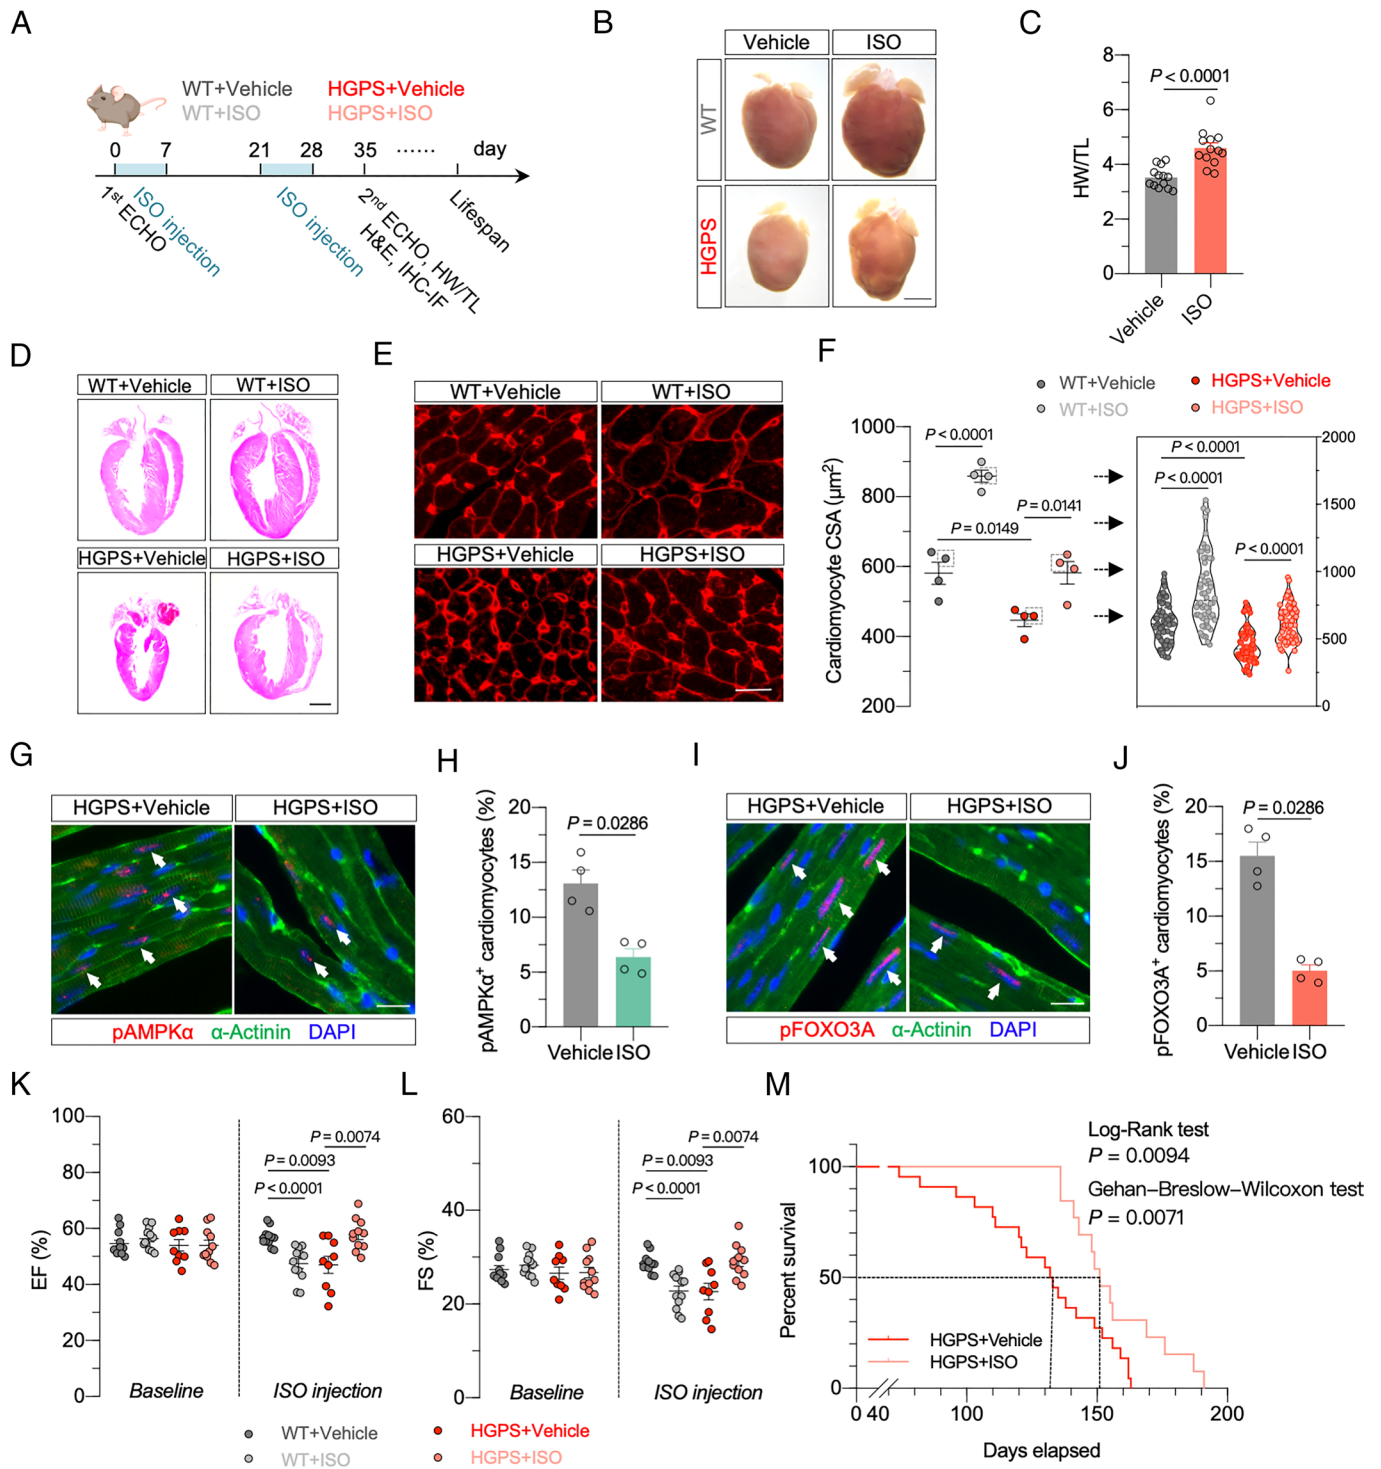 A
WT+Vehicle
HGPS+Vehicle
WT+ISO
HGPS+ISO
0 7 21 28 35 ...... day
1st ECHO
ISO injection
ISO injection
2nd ECHO, HW/TL
H&E, IHC-IF
Lifespan
B
Vehicle
ISO
WT
HGPS
C
HW/TL
8
6
4
2
0
P < 0.0001
Vehicle
ISO
D
WT+Vehicle
WT+ISO
HGPS+Vehicle
HGPS+ISO
E
WT+Vehicle
WT+ISO
HGPS+Vehicle
HGPS+ISO
F
WT+Vehicle
HGPS+Vehicle
WT+ISO
HGPS+ISO
Cardiomyocyte CSA (μm2)
1000
800
600
400
200
P < 0.0001
P = 0.0149
P = 0.0141
P < 0.0001
P < 0.0001
P < 0.0001
2000
1500
1000
500
0
G
HGPS+Vehicle
HGPS+ISO
pAMPKα α-Actinin DAPI
H
pAMPKα+ cardiomyocytes (%)
20
15
10
5
0
P = 0.0286
Vehicle
ISO
I
HGPS+Vehicle
HGPS+ISO
pFOXO3A α-Actinin DAPI
J
pFOXO3A+ cardiomyocytes (%)
20
15
10
5
0
P = 0.0286
Vehicle
ISO
K
EF (%)
100
80
60
40
20
0
P = 0.0074
P = 0.0093
P < 0.0001
Baseline
ISO injection
L
FS (%)
60
40
20
0
P = 0.0074
P = 0.0093
P < 0.0001
Baseline
ISO injection
WT+Vehicle
HGPS+Vehicle
WT+ISO
HGPS+ISO
M
Log-Rank test
P = 0.0094
Gehan–Breslow–Wilcoxon test
P = 0.0071
Percent survival
100
50
0
HGPS+Vehicle
HGPS+ISO
0 40 100 150 200
Days elapsed